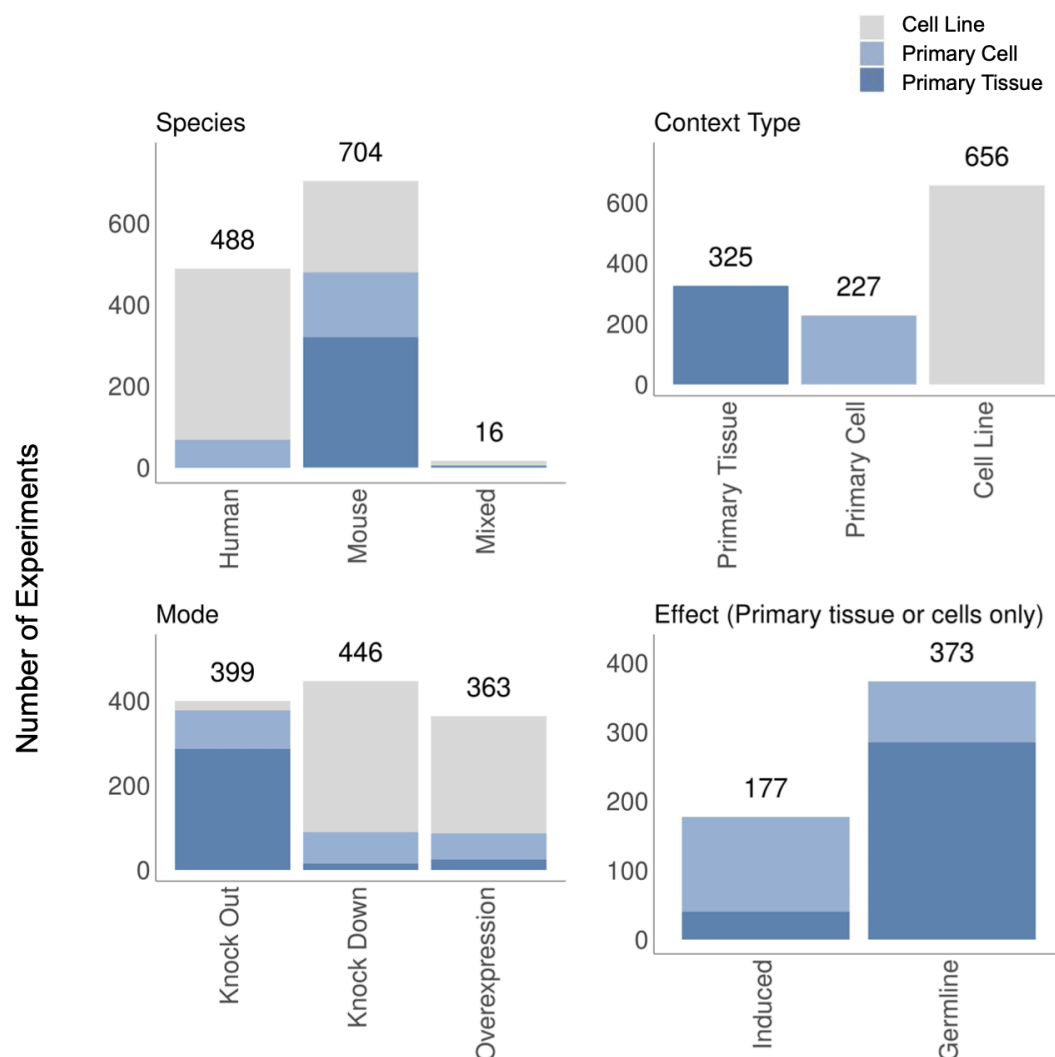 Cell Line
Primary Cell
Primary Tissue
Number of Experiments
Species
704
488
16
600
400
200
0
Human
Mouse
Mixed
Context Type
656
325
227
600
400
200
0
Primary Tissue
Primary Cell
Cell Line
Mode
399
446
363
400
200
0
Knock Out
Knock Down
Overexpression
Effect (Primary tissue or cells only)
373
177
400
300
200
100
0
Induced
Germline